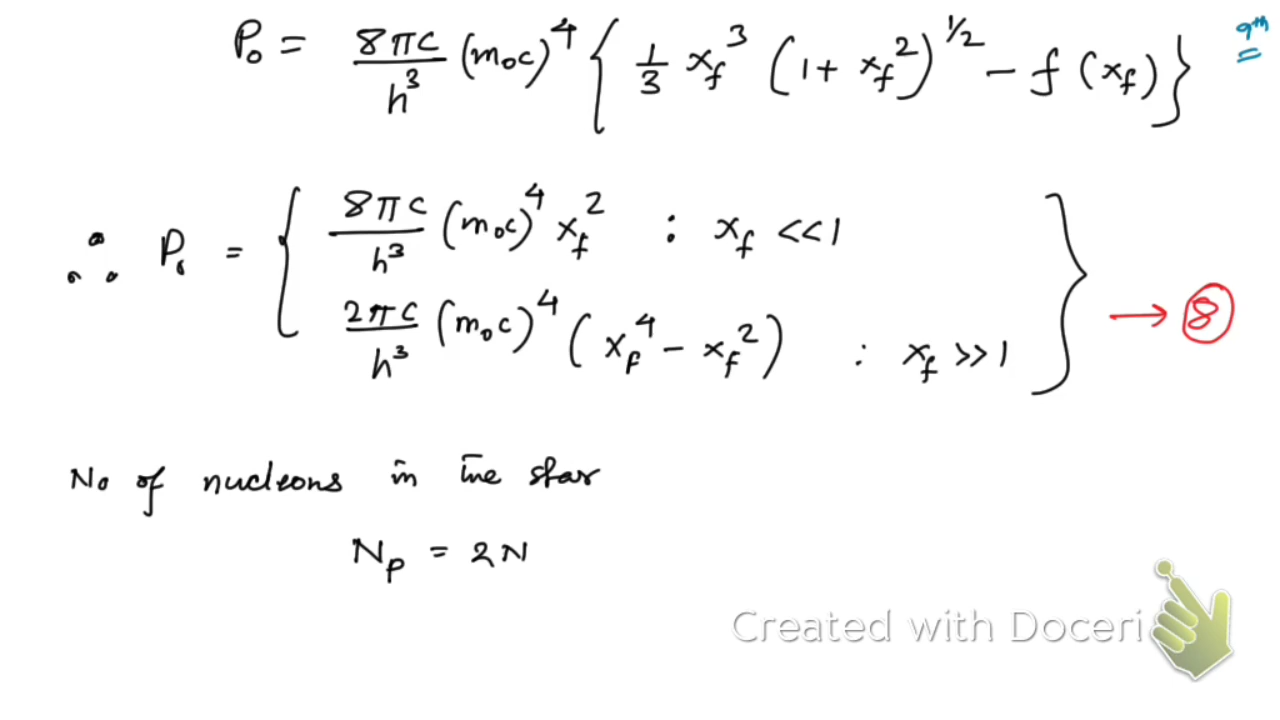 P₀ = 8πc/h³ (m₀c)⁴ { 1/3 x_f³ (1 + x_f²)^1/2 − f(x_f) }
9th
∴ P₀ = { 8πc/h³ (m₀c)⁴ x_f² : x_f << 1
2πc/h³ (m₀c)⁴ (x_f⁴ − x_f²) : x_f >> 1 } → ⑧
No of nucleons in the star
N_p = 2N
Created with Doceri